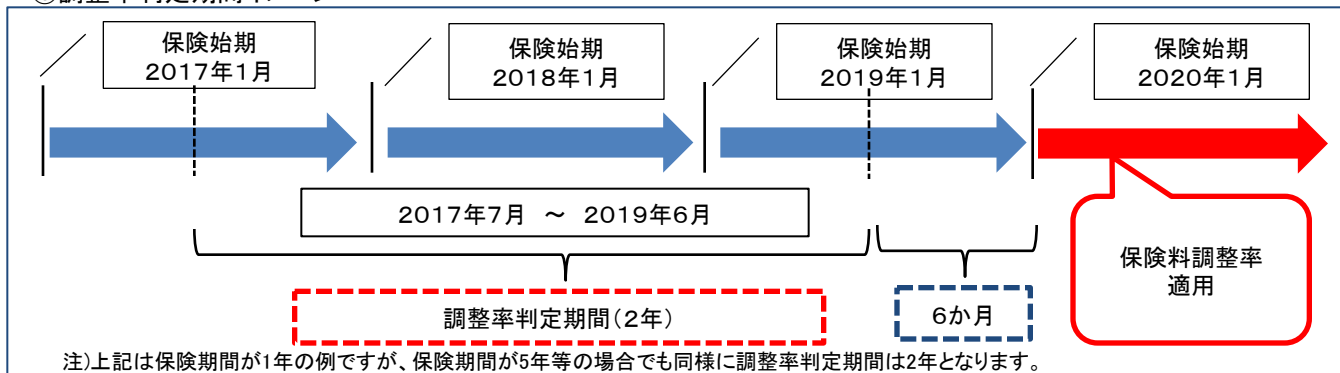 保険始期
2017年1月
保険始期
2018年1月
保険始期
2019年1月
保険始期
2020年1月
2017年7月 ～ 2019年6月
保険料調整率
適用
調整率判定期間(2年)
6か月
注)上記は保険期間が1年の例ですが、保険期間が5年等の場合でも同様に調整率判定期間は2年となります。